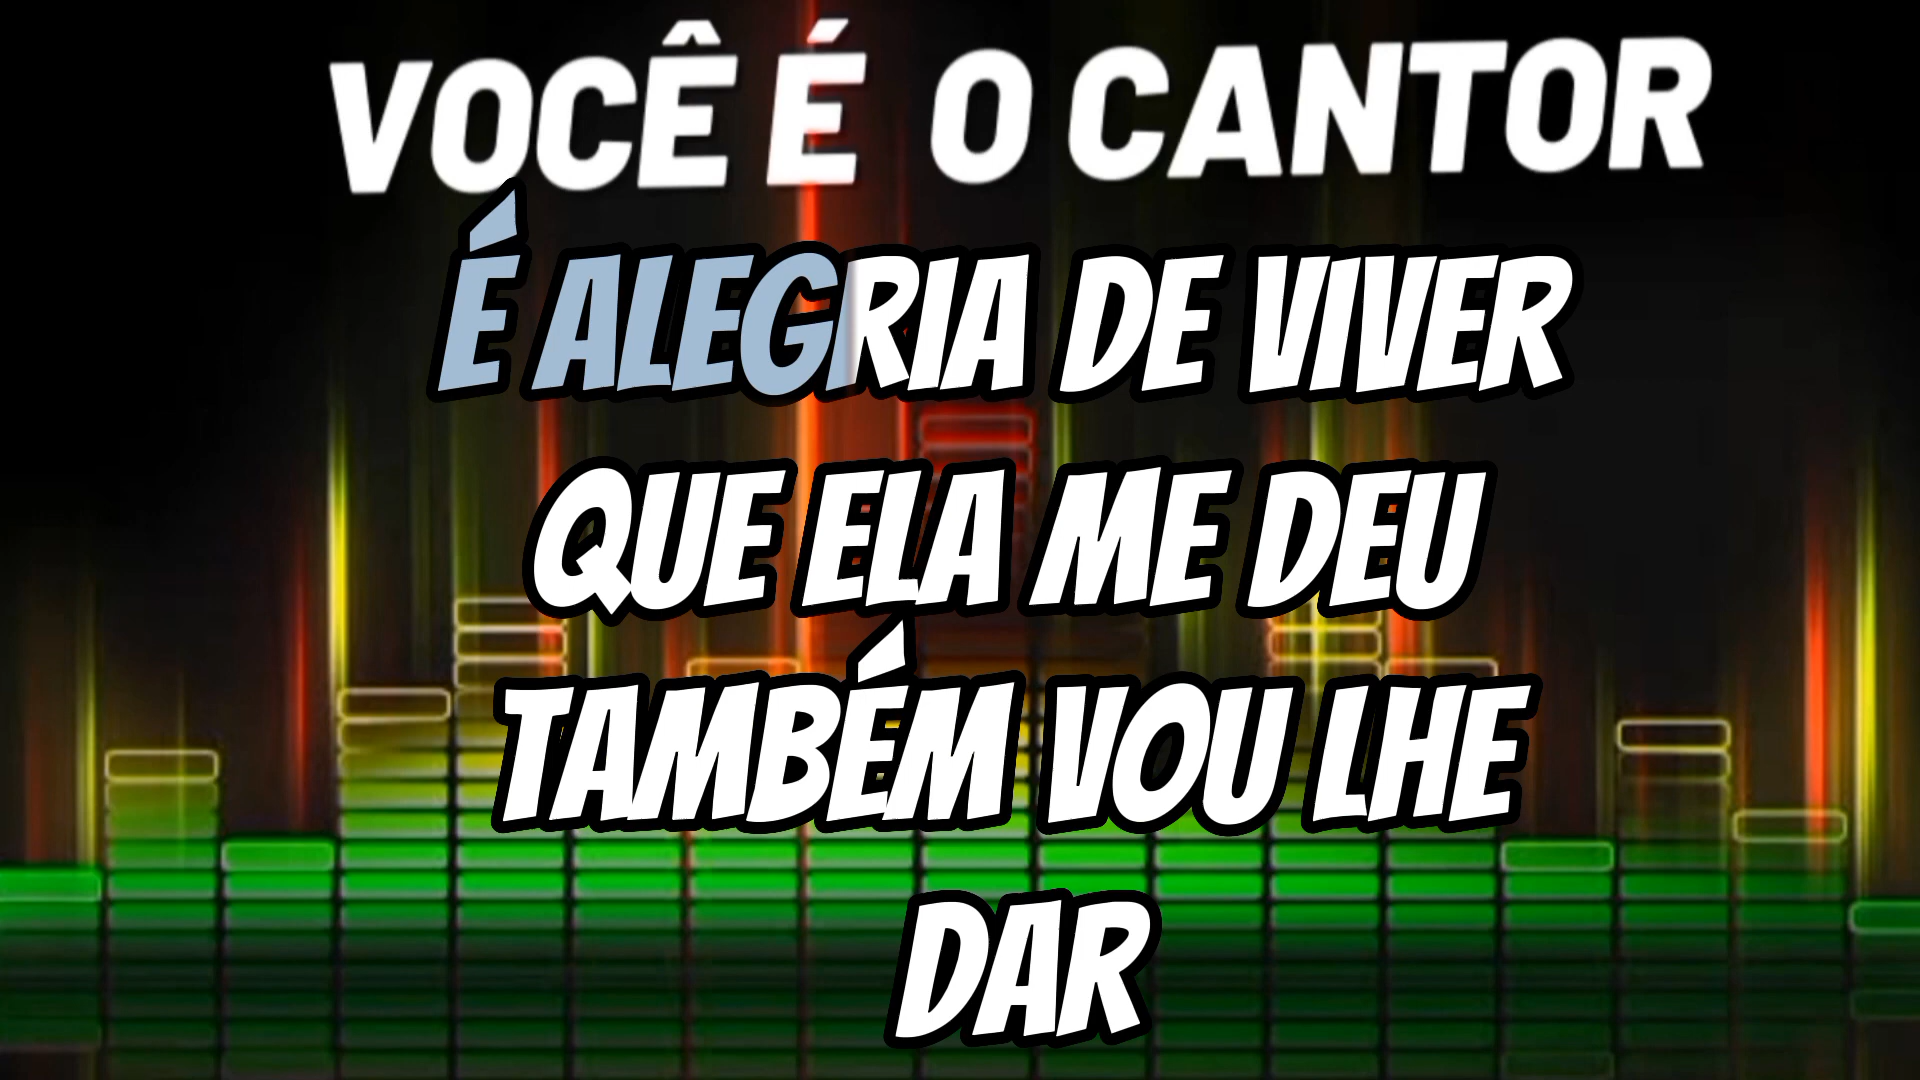 VOCÊ É O CANTOR
É ALEGRIA DE VIVER
QUE ELA ME DEU
TAMBÉM VOU LHE
DAR